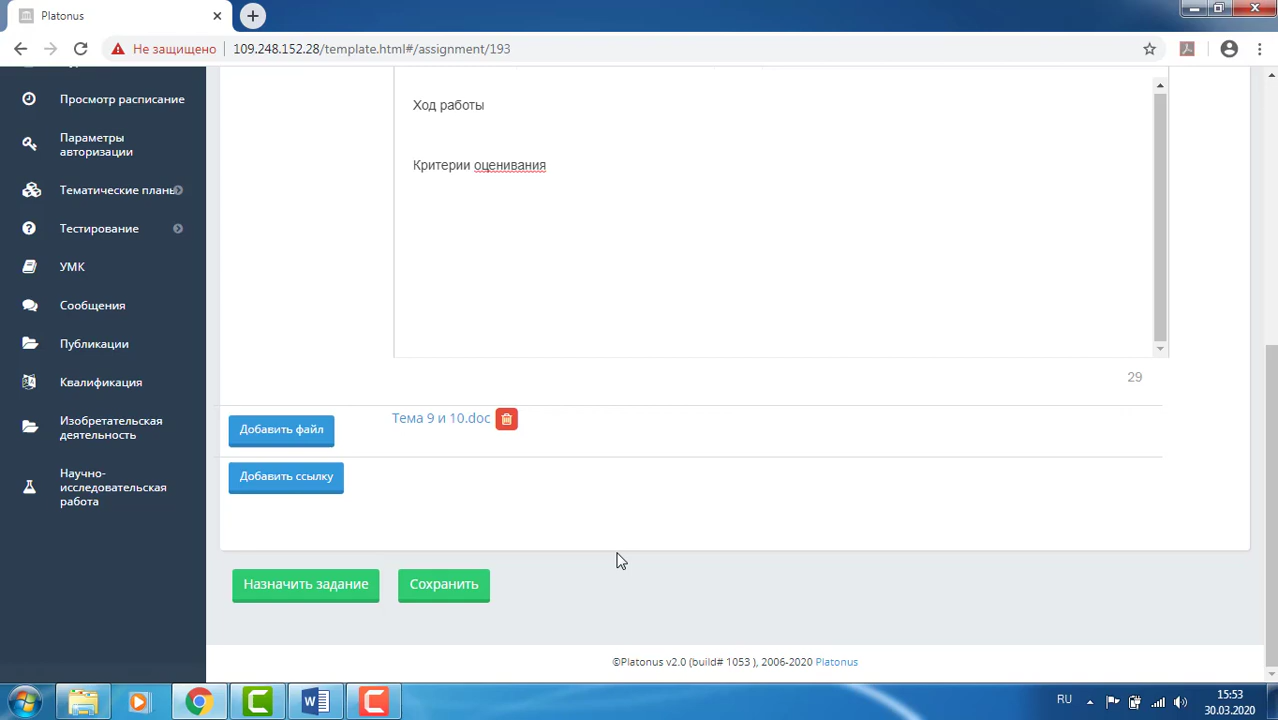 Platonus
Не защищено
109.248.152.28/template.html#/assignment/193
Просмотр расписание
Параметры
авторизации
Тематические планы
Тестирование
УМК
Сообщения
Публикации
Квалификация
Изобретательская
деятельность
Научно-
исследовательская
работа
Ход работы
Критерии оценивания
29
Добавить файл
Тема 9 и 10.doc
Добавить ссылку
Назначить задание
Сохранить
©Platonus v2.0 (build# 1053 ), 2006-2020 Platonus
RU
15:53
30.03.2020